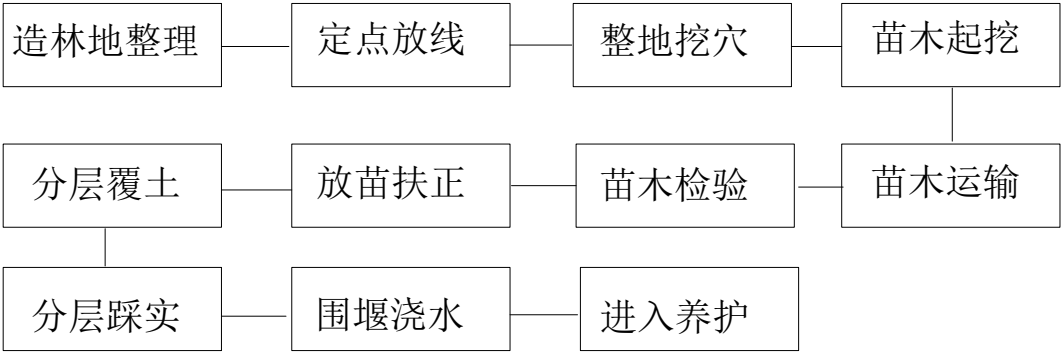 造林地整理
定点放线
整地挖穴
苗木起挖
苗木运输
苗木检验
放苗扶正
分层覆土
分层踩实
围堰浇水
进入养护